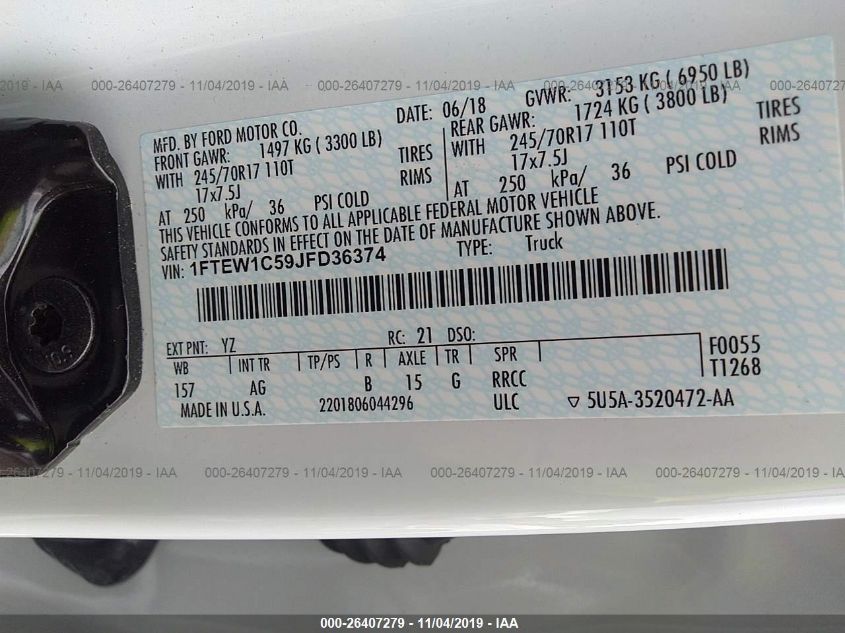 - IAA 000-26407279 - 11/04/2019 - IAA 000-26407279 - 11/04/2019 - IAA 000-26407279 - 11/04/2019
MFD. BY FORD MOTOR CO. DATE: 06/18 GVWR: 3153 KG ( 6950 LB)
FRONT GAWR: 1497 KG ( 3300 LB) REAR GAWR: 1724 KG ( 3800 LB)
WITH 245/70R17 110T TIRES WITH 245/70R17 110T TIRES
17x7.5J RIMS 17x7.5J RIMS
AT 250 kPa/ 36 PSI COLD AT 250 kPa/ 36 PSI COLD
THIS VEHICLE CONFORMS TO ALL APPLICABLE FEDERAL MOTOR VEHICLE
SAFETY STANDARDS IN EFFECT ON THE DATE OF MANUFACTURE SHOWN ABOVE.
VIN: 1FTEW1C59JFD36374 TYPE: Truck
EXT PNT: YZ RC: 21 DSO:
WB INT TR TP/PS R AXLE TR SPR F0055
157 AG B 15 G RRCC T1268
MADE IN U.S.A. 2201806044296 ULC ▽ 5U5A-3520472-AA
000-26407279 - 11/04/2019 - IAA 000-26407279 - 11/04/2019 - IAA 000-26407279 - 11/04/2019 - IAA 000-26407279
000-26407279 - 11/04/2019 - IAA